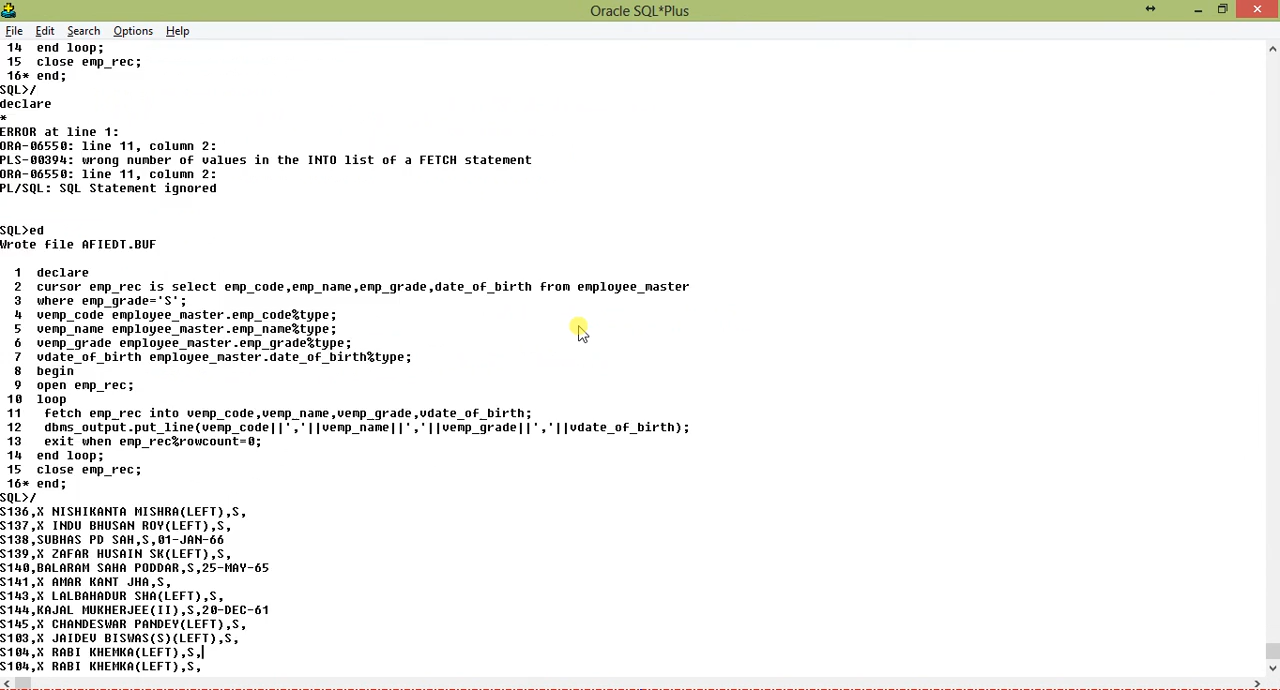 Oracle SQL*Plus
File Edit Search Options Help
14 end loop;
15 close emp_rec;
16* end;
SQL>/
declare
*
ERROR at line 1:
ORA-06550: line 11, column 2:
PLS-00394: wrong number of values in the INTO list of a FETCH statement
ORA-06550: line 11, column 2:
PL/SQL: SQL Statement ignored
SQL>ed
Wrote file AFIEDT.BUF
1 declare
2 cursor emp_rec is select emp_code,emp_name,emp_grade,date_of_birth from employee_master
3 where emp_grade='S';
4 vemp_code employee_master.emp_code%type;
5 vemp_name employee_master.emp_name%type;
6 vemp_grade employee_master.emp_grade%type;
7 vdate_of_birth employee_master.date_of_birth%type;
8 begin
9 open emp_rec;
10 loop
11 fetch emp_rec into vemp_code,vemp_name,vemp_grade,vdate_of_birth;
12 dbms_output.put_line(vemp_code||','||vemp_name||','||vemp_grade||','||vdate_of_birth);
13 exit when emp_rec%rowcount=0;
14 end loop;
15 close emp_rec;
16* end;
SQL>/
S136,X NISHIKANTA MISHRA(LEFT),S,
S137,X INDU BHUSAN ROY(LEFT),S,
S138,SUBHAS PD SAH,S,01-JAN-66
S139,X ZAFAR HUSAIN SK(LEFT),S,
S140,BALARAM SAHA PODDAR,S,25-MAY-65
S141,X AMAR KANT JHA,S,
S143,X LALBAHADUR SHA(LEFT),S,
S144,KAJAL MUKHERJEE(II),S,20-DEC-61
S145,X CHANDESWAR PANDEY(LEFT),S,
S103,X JAIDEV BISWAS(S)(LEFT),S,
S104,X RABI KHEMKA(LEFT),S,
S104,X RABI KHEMKA(LEFT),S,